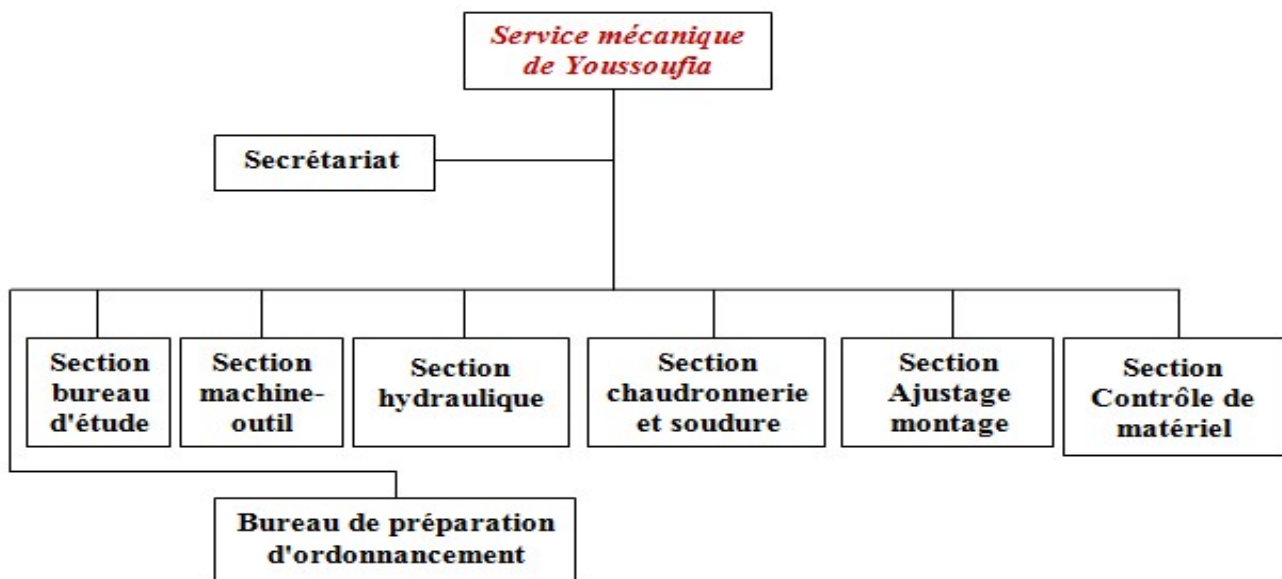 Service mécanique
de Youssoufia
Secrétariat
Section
bureau
d'étude
Section
machine-
outil
Section
hydraulique
Section
chaudronnerie
et soudure
Section
Ajustage
montage
Section
Contrôle de
matériel
Bureau de préparation
d'ordonnancement